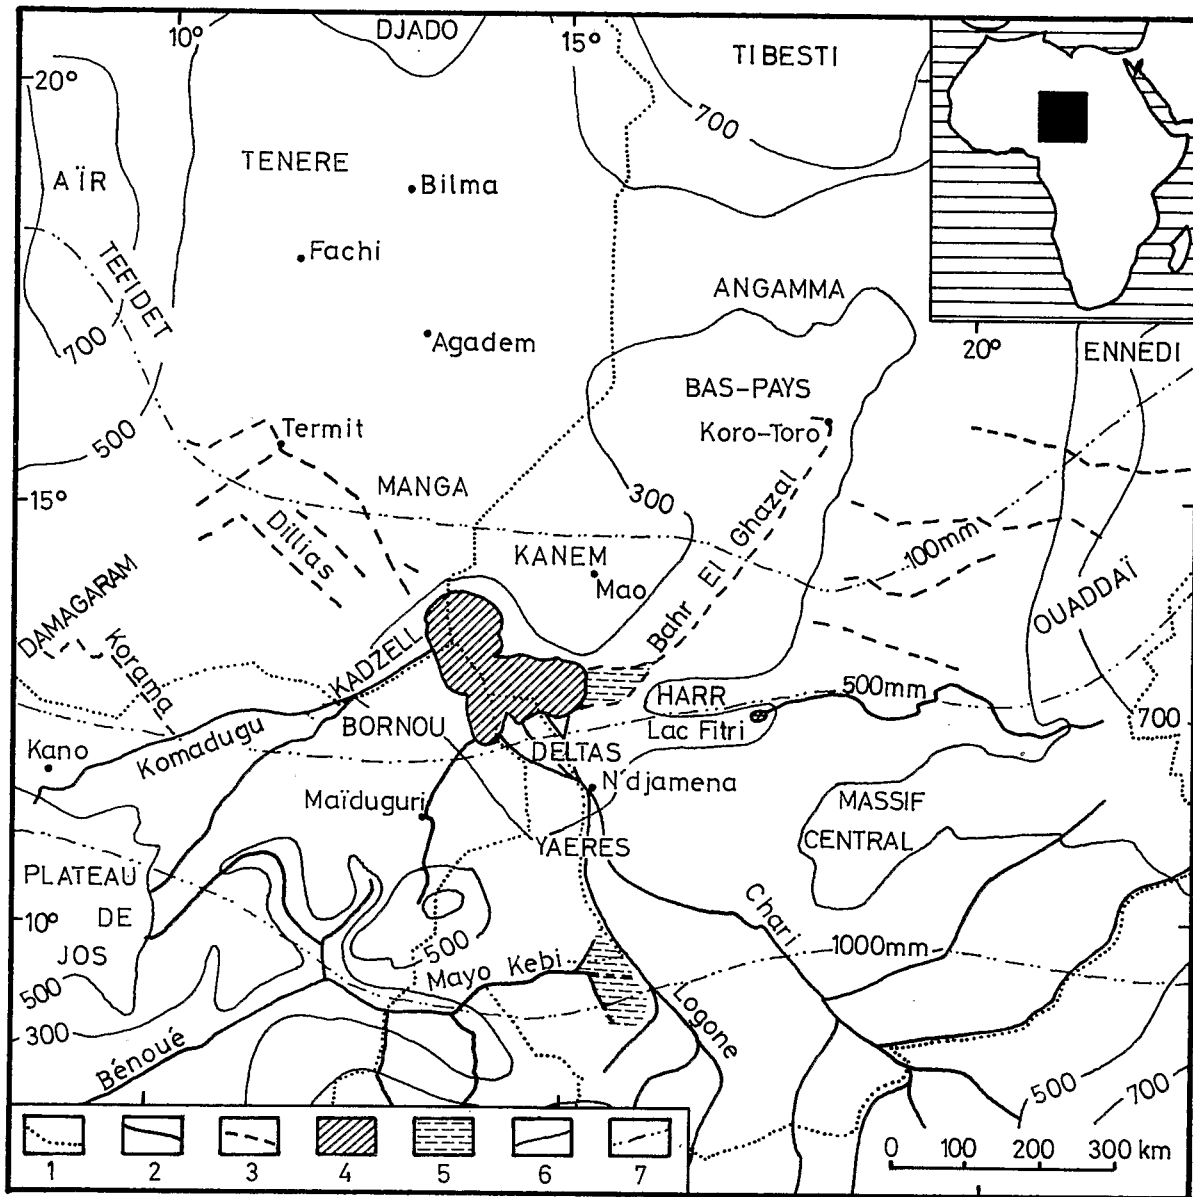 10°
DJADO
15°
TIBESTI
20°
700
TENERE
AÏR
Bilma
TEFIDET
Fachi
ANGAMMA
700
Agadem
20°
ENNEDI
BAS-PAYS
500
Termit
Koro-Toro
15°
MANGA
300
Bahr El Ghazal
Dillias
KANEM
100mm
Mao
DAMAGARAM
OUADDAÏ
Korama
KADZELL
HARR
500mm
700
BORNOU
Lac Fitri
Kano
Komadugu
DELTAS
N'djamena
Maïduguri
MASSIF
CENTRAL
YAERES
PLATEAU
DE
JOS
10°
Chari
500
1000mm
Mayo Kebi
500
Logone
300
Bénoué
500
700
1 2 3 4 5 6 7
0 100 200 300 km